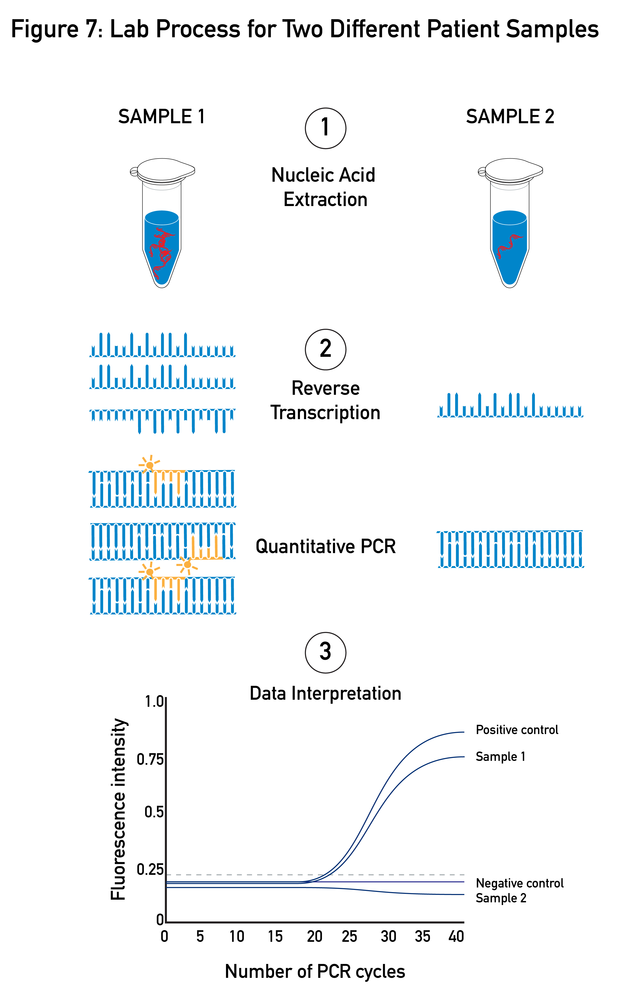 Figure 7: Lab Process for Two Different Patient Samples
SAMPLE 1
1
SAMPLE 2
Nucleic Acid
Extraction
2
Reverse
Transcription
Quantitative PCR
3
Data Interpretation
1.0
0.75
0.5
0.25
0
Fluorescence intensity
Positive control
Sample 1
Negative control
Sample 2
0 5 10 15 20 25 30 35 40
Number of PCR cycles